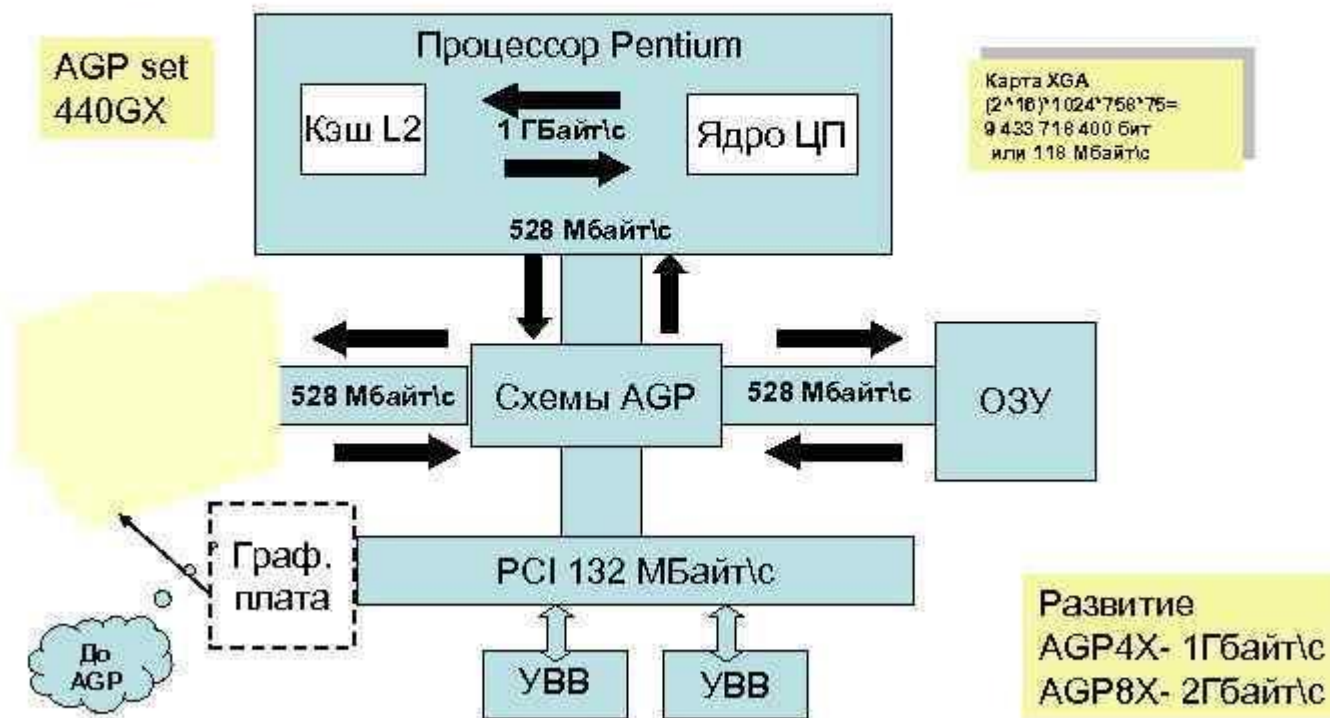 AGP set
440GX
Процессор Pentium
Кэш L2
1 ГБайт\с
Ядро ЦП
528 Мбайт\с
Карта XGA
(2^16)*1024*758*75=
9 433 718 400 бит
или 118 Мбайт\с
528 Мбайт\с
Схемы AGP
528 Мбайт\с
ОЗУ
Граф.
плата
PCI 132 МБайт\с
До
AGP
УВВ
УВВ
Развитие
AGP4X- 1Гбайт\с
AGP8X- 2Гбайт\с